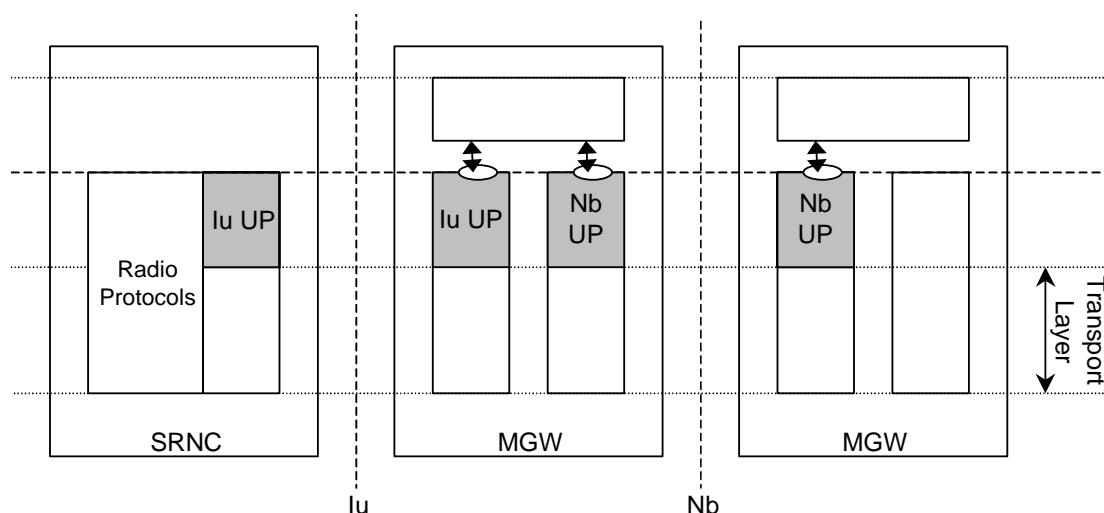 Iu UP
Iu UP
Nb
UP
Nb
UP
Radio
Protocols
Transport
Layer
SRNC
MGW
MGW
Iu
Nb